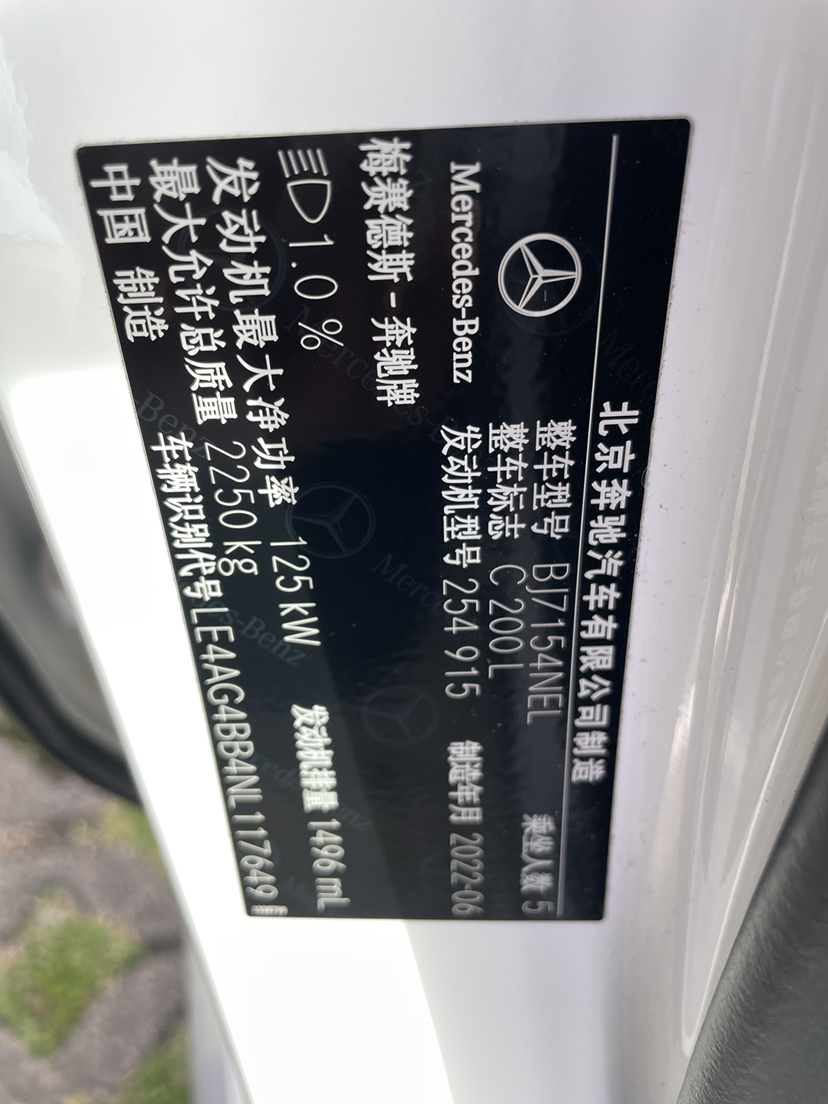 北京奔驰汽车有限公司制造
Mercedes-Benz
整车型号 BJ7154NEL 乘坐人数 5
整车标志 C 200 L
发动机型号 254 915 制造年月 2022-06
梅赛德斯-奔驰牌
1.0 %
发动机最大净功率 125 kW 发动机排量 1496 mL
最大允许总质量 2250 kg
中国 制造 车辆识别代号 LE4AG4BB4NL117649